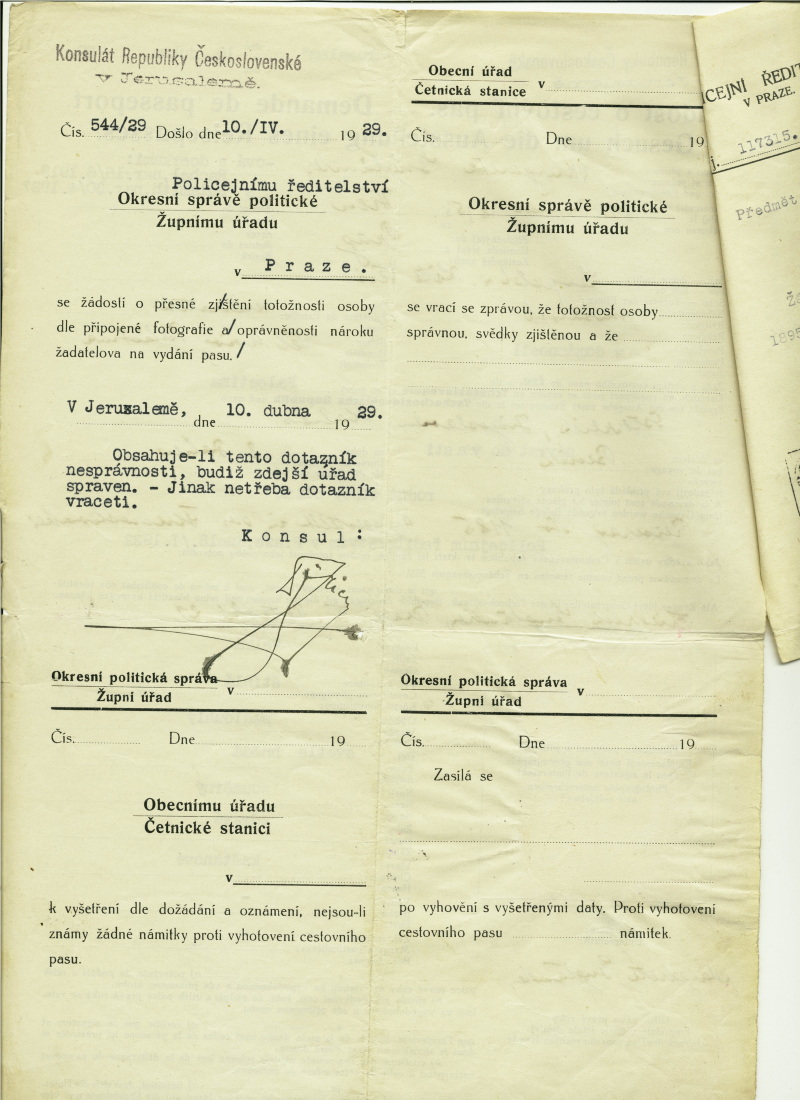 Konsulát Republiky Československé
v Jerusalemě.
Čís. 544/29 Došlo dne 10./IV. 1929.
Policejnímu ředitelství
Okresní správě politické
Župnímu úřadu
v Praze.
se žádostí o přesné zjištění totožnosti osoby
dle připojené fotografie a/ oprávněnosti nároku
žadatelova na vydání pasu./
V Jerusalemě, dne 10. dubna 1929.
Obsahuje-li tento dotazník
nesprávnosti, budiž zdejší úřad
spraven. - Jinak netřeba dotazník
vraceti.
Konsul:
Obecní úřad
Četnická stanice v
Čís. Dne 19
Okresní správě politické
Župnímu úřadu
v
se vrací se zprávou, že totožnost osoby
správnou, svědky zjištěnou a že
Okresní politická správa
Župní úřad v
Čís. Dne 19
Obecnímu úřadu
Četnické stanici
v
k vyšetření dle dožádání a oznámení, nejsou-li
známy žádné námitky proti vyhotovení cestovního
pasu.
Okresní politická správa
Župní úřad v
Čís. Dne 19
Zasílá se
po vyhovění s vyšetřenými daty. Proti vyhotovení
cestovního pasu námitek.
ICEJNÍ ŘEDIT
V PRAZE.
j. 117315.
Předmět
1895